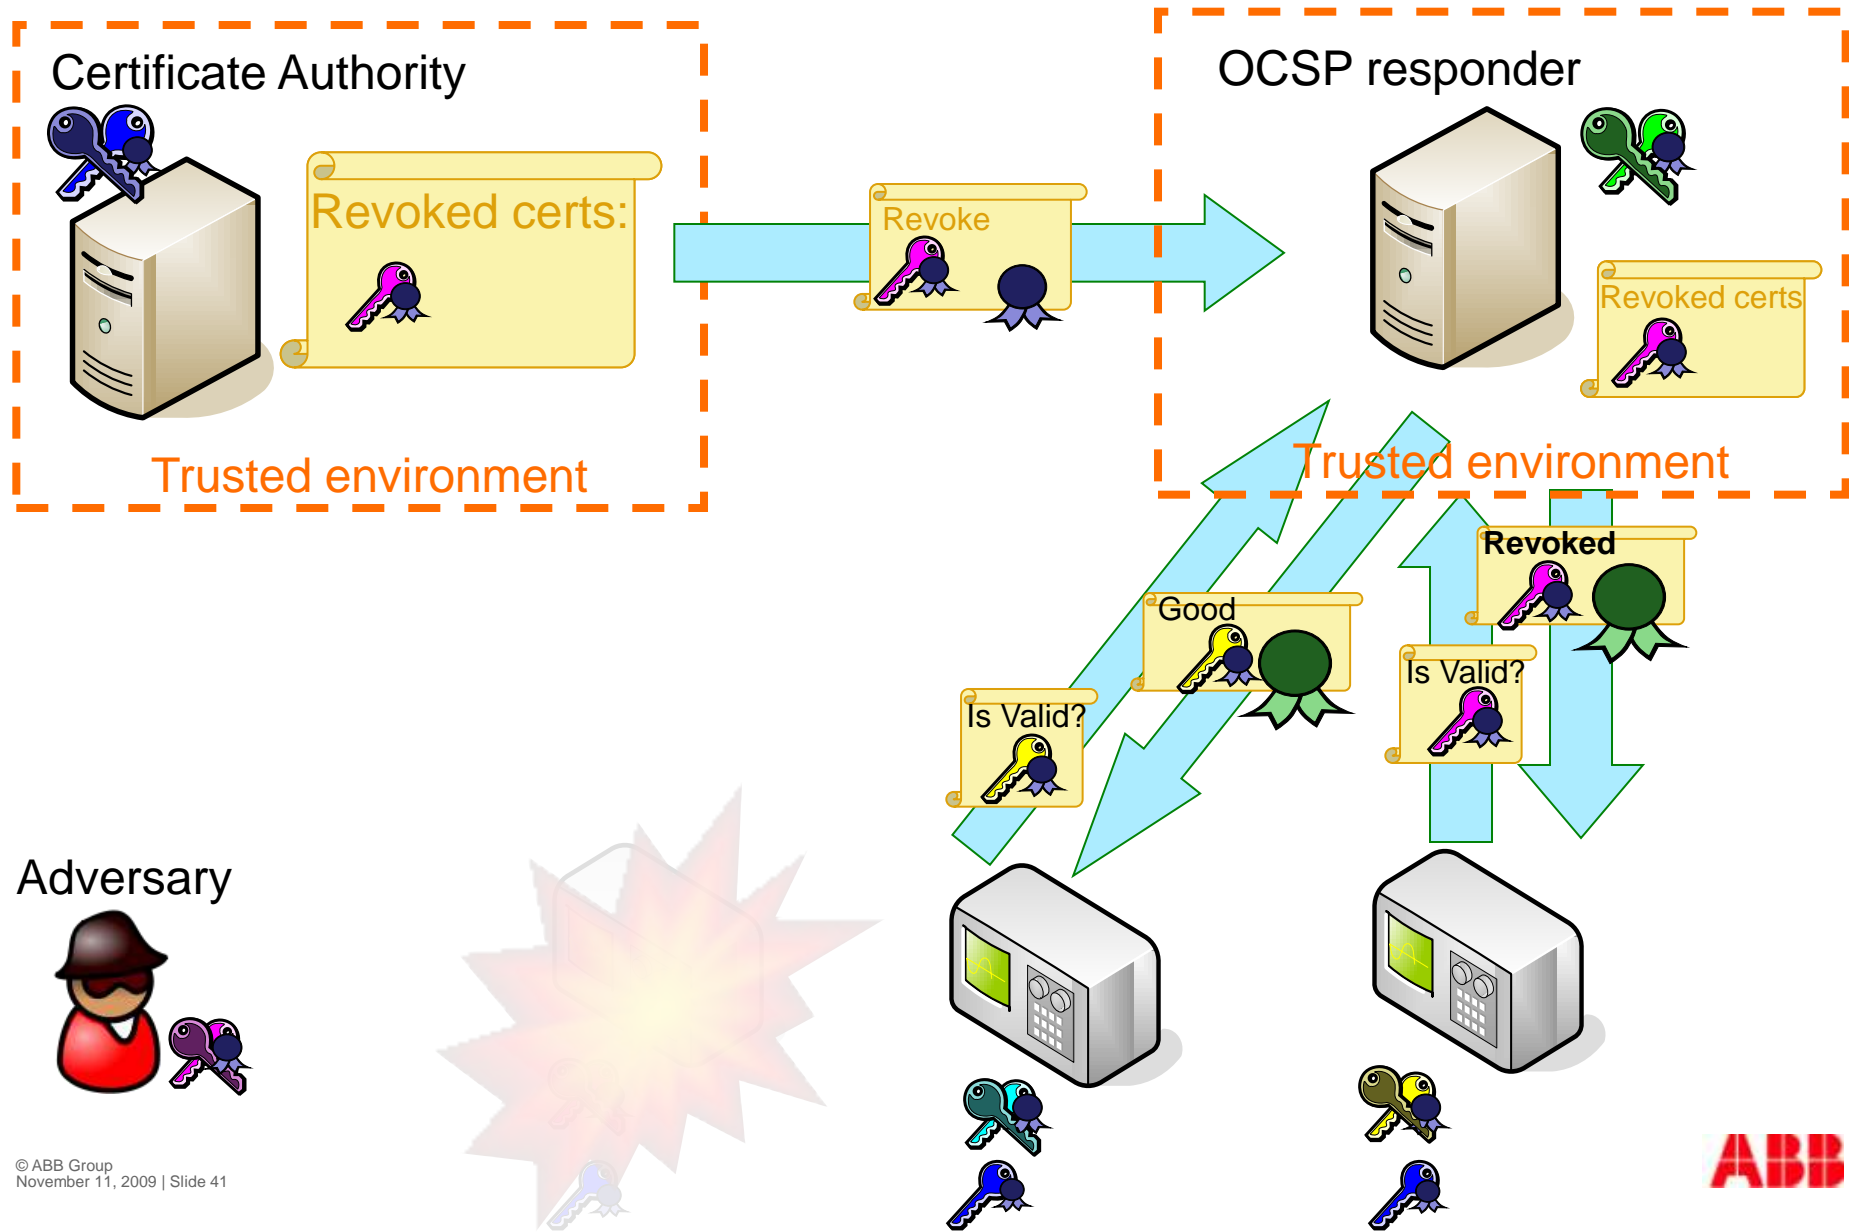 Certificate Authority
Revoked certs:
Trusted environment
Revoke
OCSP responder
Revoked certs
Trusted environment
Revoked
Good
Is Valid?
Is Valid?
Adversary
© ABB Group
November 11, 2009 | Slide 41
ABB